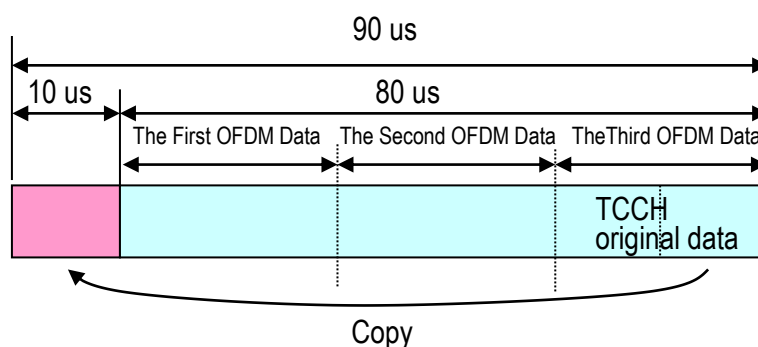 90 us
10 us
80 us
The First OFDM Data
The Second OFDM Data
TheThird OFDM Data
TCCH
original data
Copy